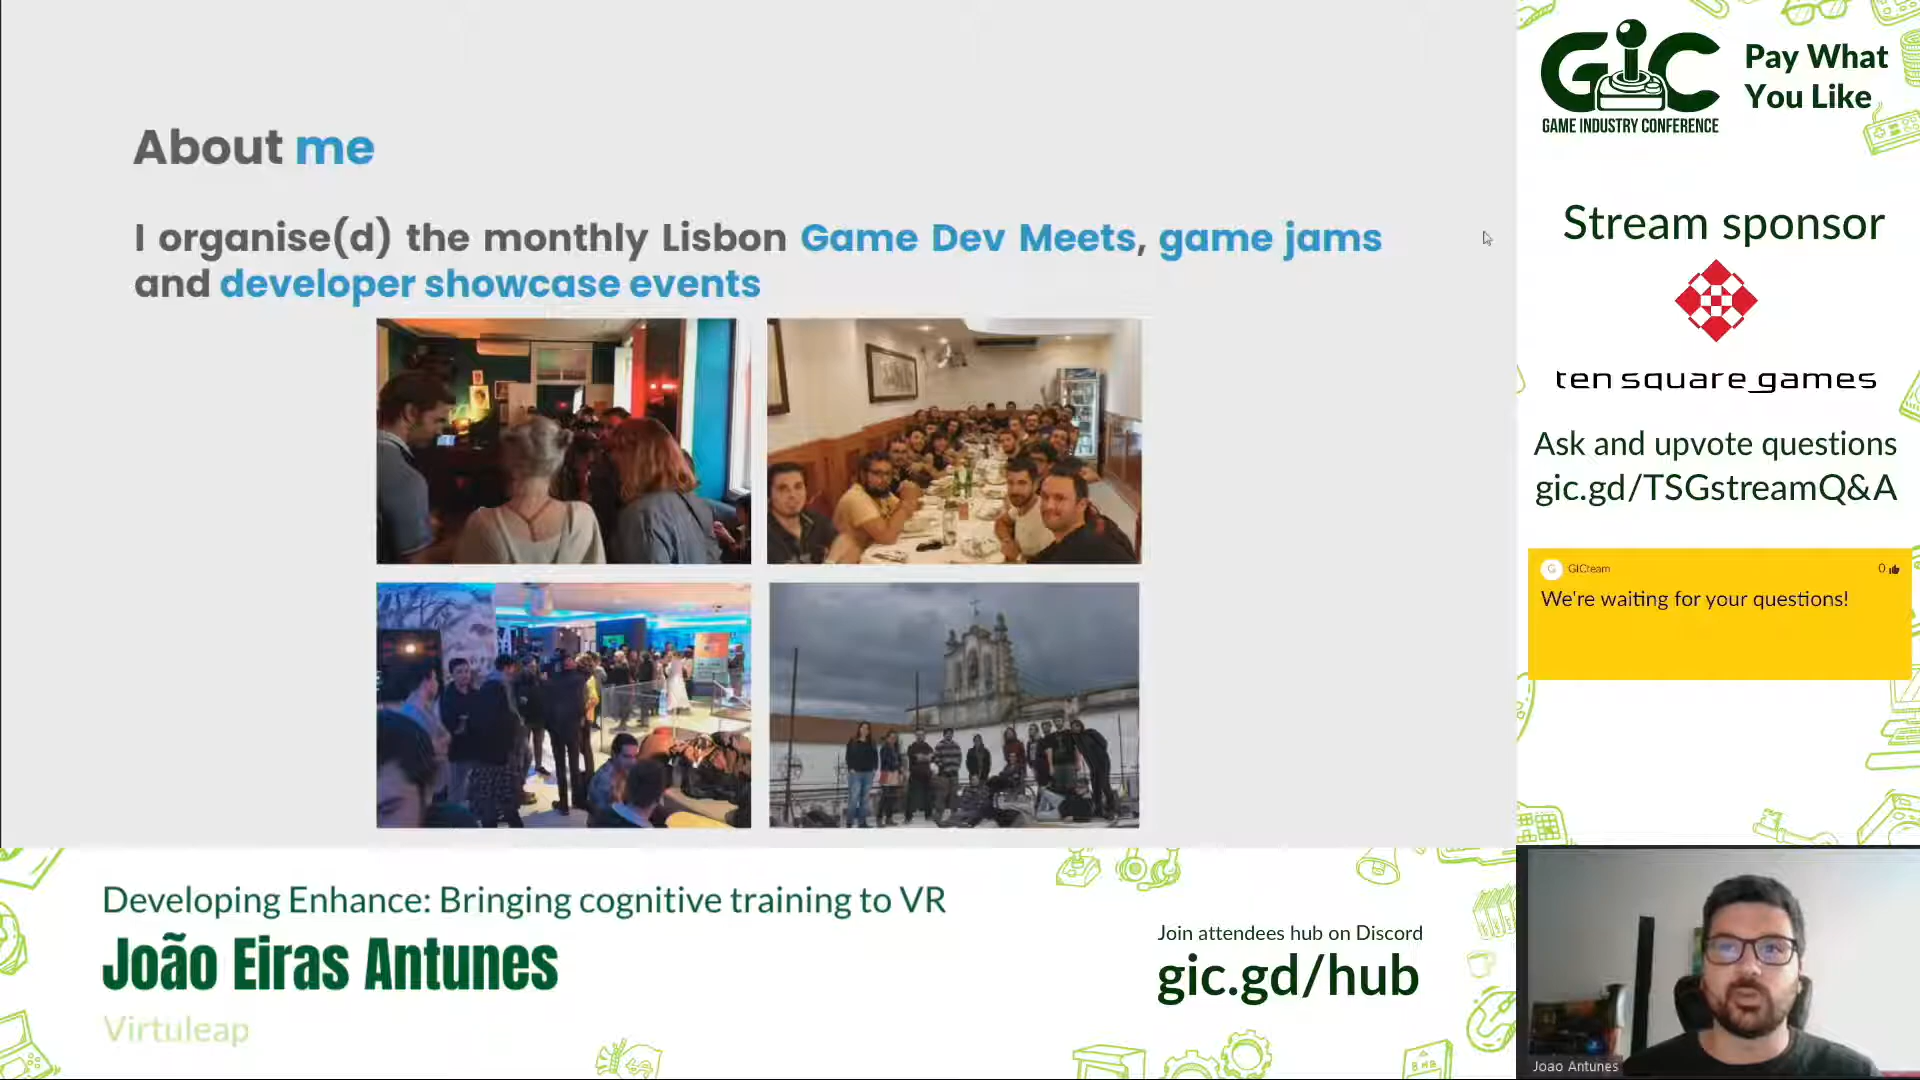 About me
I organise(d) the monthly Lisbon Game Dev Meets, game jams
and developer showcase events
GIC
GAME INDUSTRY CONFERENCE
Pay What
You Like
Stream sponsor
ten square games
Ask and upvote questions
gic.gd/TSGstreamQ&A
G
GICteam
0
We're waiting for your questions!
Developing Enhance: Bringing cognitive training to VR
João Eiras Antunes
Virtuleap
Join attendees hub on Discord
gic.gd/hub
Joao Antunes